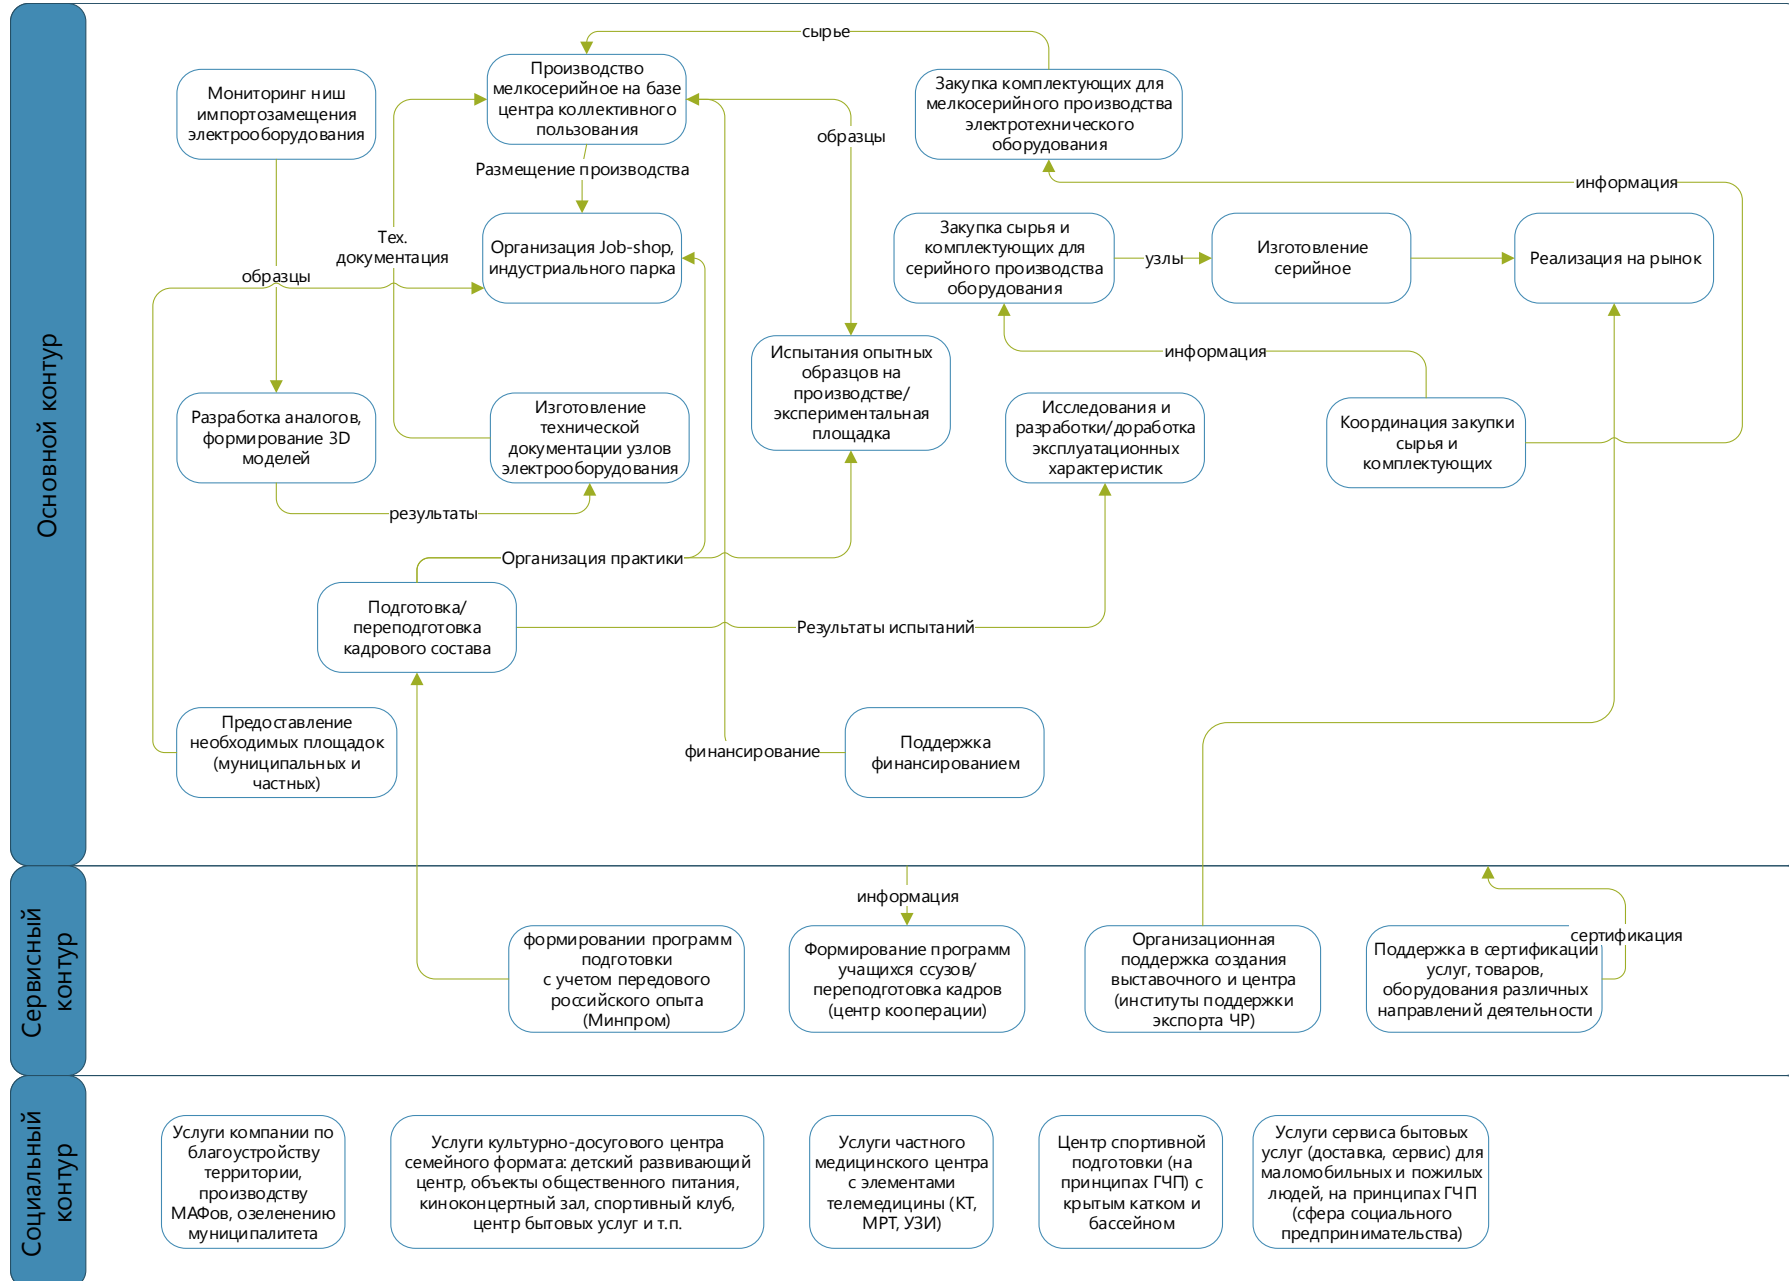 Основной контур
сырье
Производство
мелкосерийное на базе
центра коллективного
пользования
Закупка комплектующих для
мелкосерийного производства
электротехнического
оборудования
Мониторинг ниш
импортозамещения
электрооборудования
образцы
Размещение производства
информация
Тех.
документация
Организация Job-shop,
индустриального парка
Закупка сырья и
комплектующих для
серийного производства
оборудования
узлы
Изготовление
серийное
Реализация на рынок
образцы
информация
Испытания опытных
образцов на
производстве/
экспериментальная
площадка
Разработка аналогов,
формирование 3D
моделей
Изготовление
технической
документации узлов
электрооборудования
Исследования и
разработки/доработка
эксплуатационных
характеристик
Координация закупки
сырья и
комплектующих
результаты
Организация практики
Подготовка/
переподготовка
кадрового состава
Результаты испытаний
Предоставление
необходимых площадок
(муниципальных и
частных)
финансирование
Поддержка
финансированием
Сервисный
контур
информация
сертификация
формировании программ
подготовки
с учетом передового
российского опыта
(Минпром)
Формирование программ
учащихся ссузов/
переподготовка кадров
(центр кооперации)
Организационная
поддержка создания
выставочного и центра
(институты поддержки
экспорта ЧР)
Поддержка в сертификации
услуг, товаров,
оборудования различных
направлений деятельности
Социальный
контур
Услуги компании по
благоустройству
территории,
производству
МАФов, озеленению
муниципалитета
Услуги культурно-досугового центра
семейного формата: детский развивающий
центр, объекты общественного питания,
киноконцертный зал, спортивный клуб,
центр бытовых услуг и т.п.
Услуги частного
медицинского центра
с элементами
телемедицины (КТ,
МРТ, УЗИ)
Центр спортивной
подготовки (на
принципах ГЧП) с
крытым катком и
бассейном
Услуги сервиса бытовых
услуг (доставка, сервис) для
маломобильных и пожилых
людей, на принципах ГЧП
(сфера социального
предпринимательства)